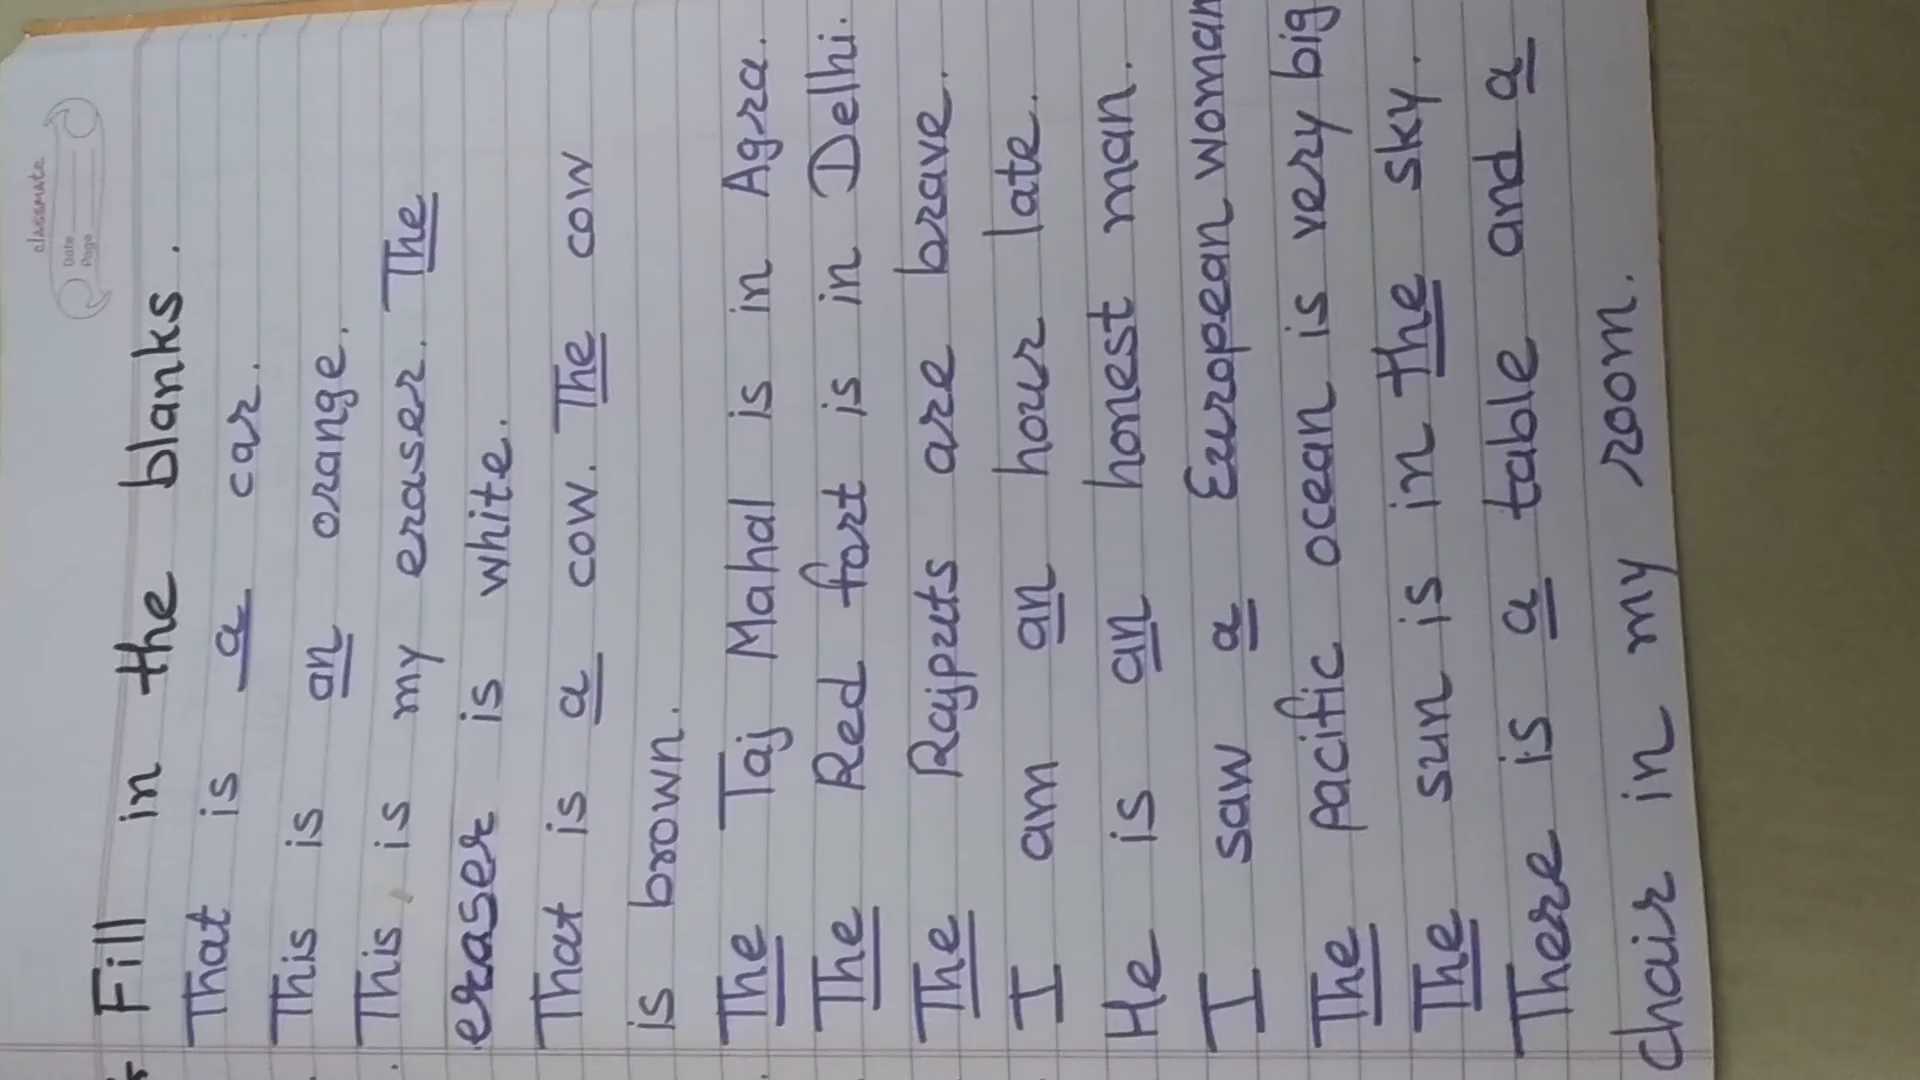 classmate
Date
Page
* Fill in the blanks.
That is a car.
This is an orange.
This is my eraser. The
eraser is white.
That is a cow. The cow
is brown.
The Taj Mahal is in Agra.
The Red fort is in Delhi.
The Rajputs are brave.
I am an hour late.
He is an honest man.
I saw a European woman
The pacific ocean is very big
The sun is in the sky.
There is a table and a
chair in my room.